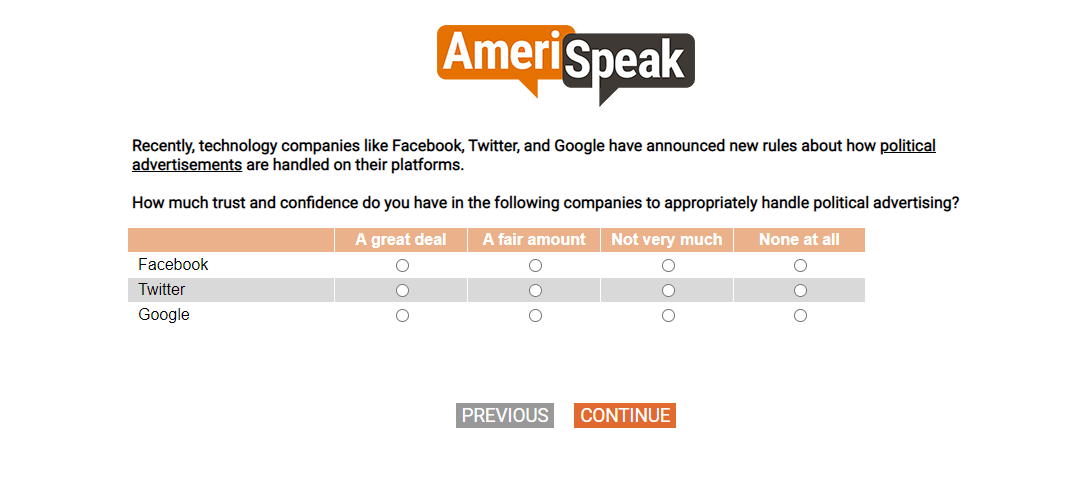 AmeriSpeak
Recently, technology companies like Facebook, Twitter, and Google have announced new rules about how political
advertisements are handled on their platforms.
How much trust and confidence do you have in the following companies to appropriately handle political advertising?
A great deal A fair amount Not very much None at all
Facebook
Twitter
Google
PREVIOUS CONTINUE